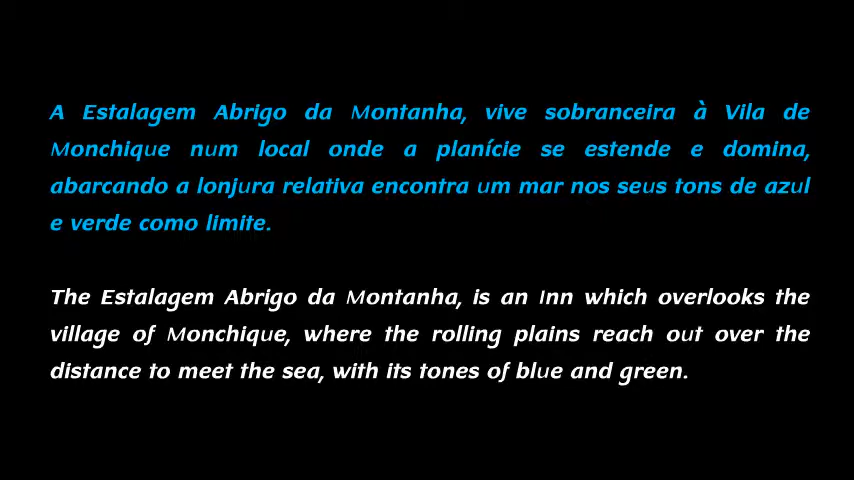 A Estalagem Abrigo da Montanha, vive sobranceira à Vila de
Monchique num local onde a planície se estende e domina,
abarcando a lonjura relativa encontra um mar nos seus tons de azul
e verde como limite.
The Estalagem Abrigo da Montanha, is an Inn which overlooks the
village of Monchique, where the rolling plains reach out over the
distance to meet the sea, with its tones of blue and green.